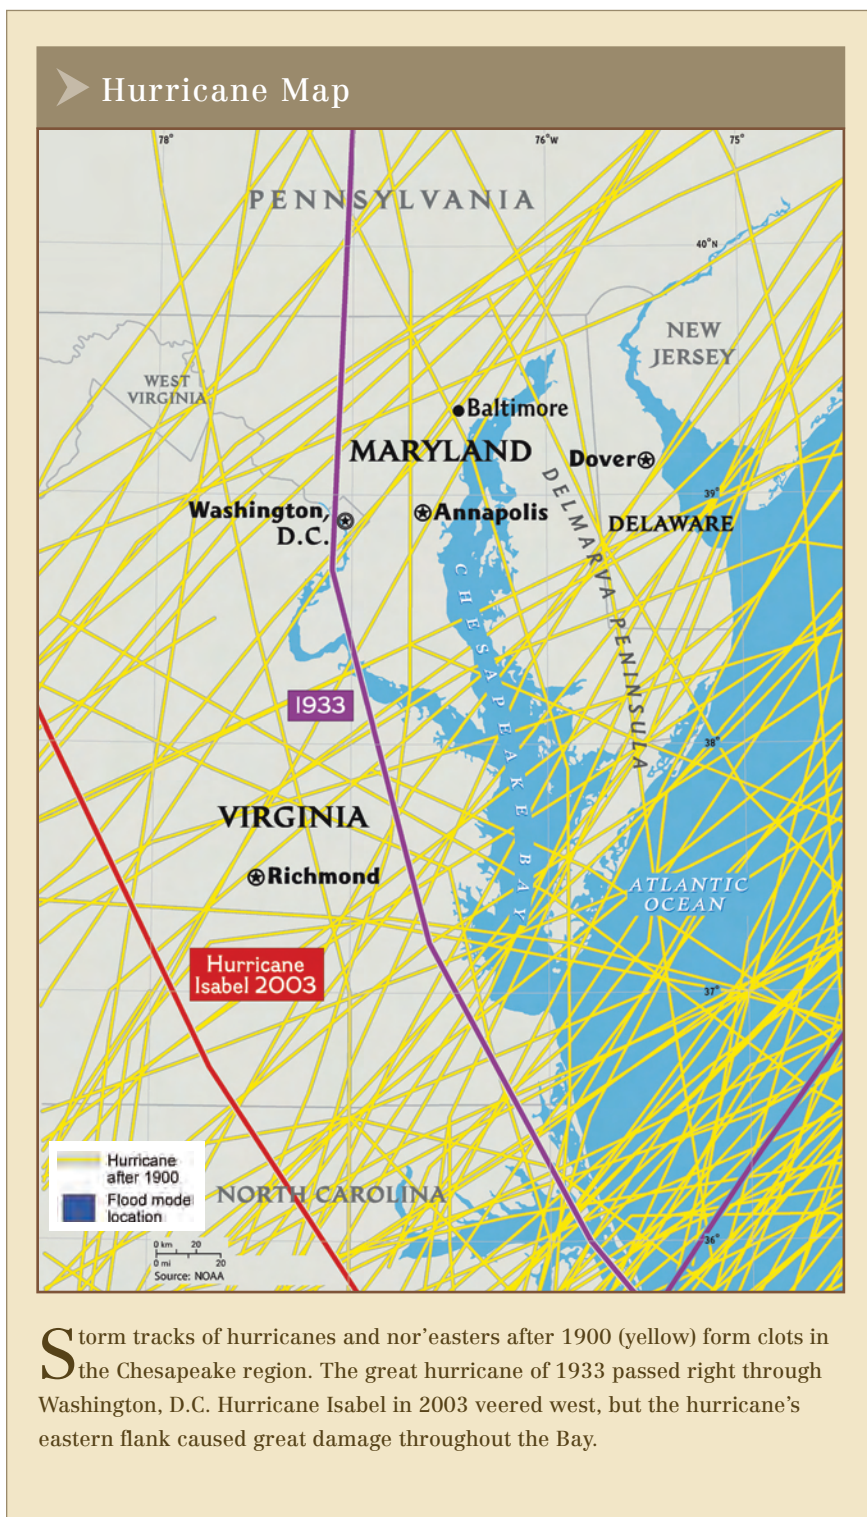 Hurricane Map
78°
76°W
75°
PENNSYLVANIA
40°N
NEW
JERSEY
WEST
VIRGINIA
Baltimore
MARYLAND
Dover
39°
Washington,
D.C.
Annapolis
DELAWARE
DELMARVA PENINSULA
CHESAPEAKE BAY
1933
38°
VIRGINIA
Richmond
ATLANTIC
OCEAN
Hurricane
Isabel 2003
37°
Hurricane
after 1900
Flood mode
location
NORTH CAROLINA
36°
0 km 20
0 mi 20
Source: NOAA
Storm tracks of hurricanes and nor’easters after 1900 (yellow) form clots in
the Chesapeake region. The great hurricane of 1933 passed right through
Washington, D.C. Hurricane Isabel in 2003 veered west, but the hurricane’s
eastern flank caused great damage throughout the Bay.